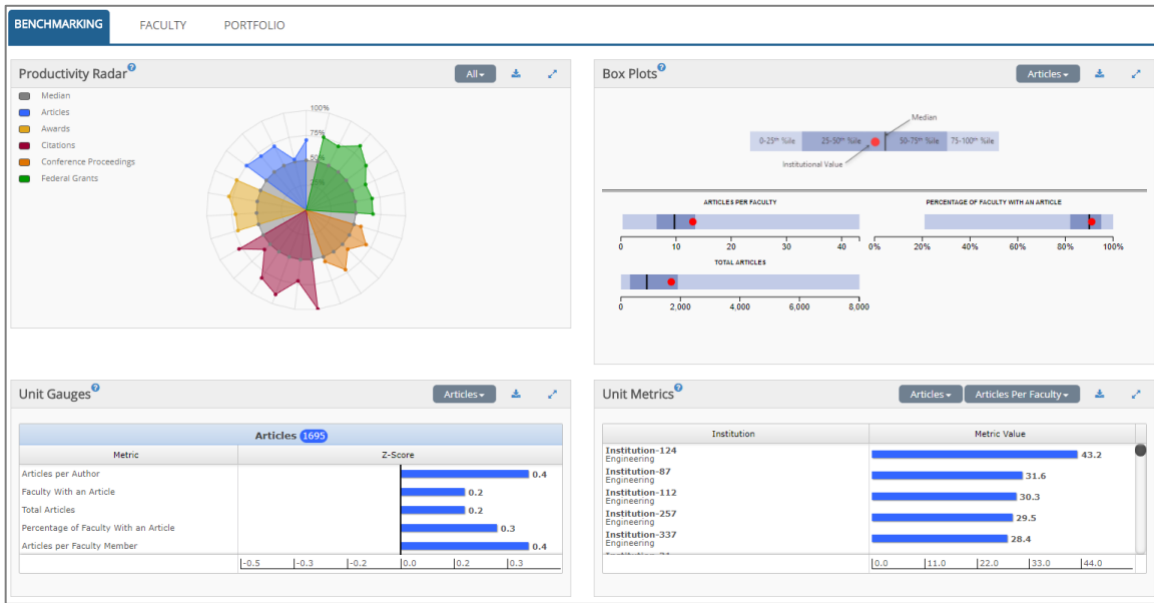 BENCHMARKING FACULTY PORTFOLIO
Productivity Radar ?
All
Median
Articles
Awards
Citations
Conference Proceedings
Federal Grants
100%
75%
50%
25%
Box Plots ?
Articles
Median
0-25th %ile 25-50th %ile 50-75th %ile 75-100th %ile
Institutional Value
ARTICLES PER FACULTY
0 10 20 30 40
PERCENTAGE OF FACULTY WITH AN ARTICLE
0% 20% 40% 60% 80% 100%
TOTAL ARTICLES
0 2,000 4,000 6,000 8,000
Unit Gauges ?
Articles
Articles 1695
Metric Z-Score
Articles per Author 0.4
Faculty With an Article 0.2
Total Articles 0.2
Percentage of Faculty With an Article 0.3
Articles per Faculty Member 0.4
-0.5 -0.3 -0.2 0.0 0.2 0.3
Unit Metrics ?
Articles Articles Per Faculty
Institution Metric Value
Institution-124
Engineering
43.2
Institution-87
Engineering
31.6
Institution-112
Engineering
30.3
Institution-257
Engineering
29.5
Institution-337
Engineering
28.4
0.0 11.0 22.0 33.0 44.0